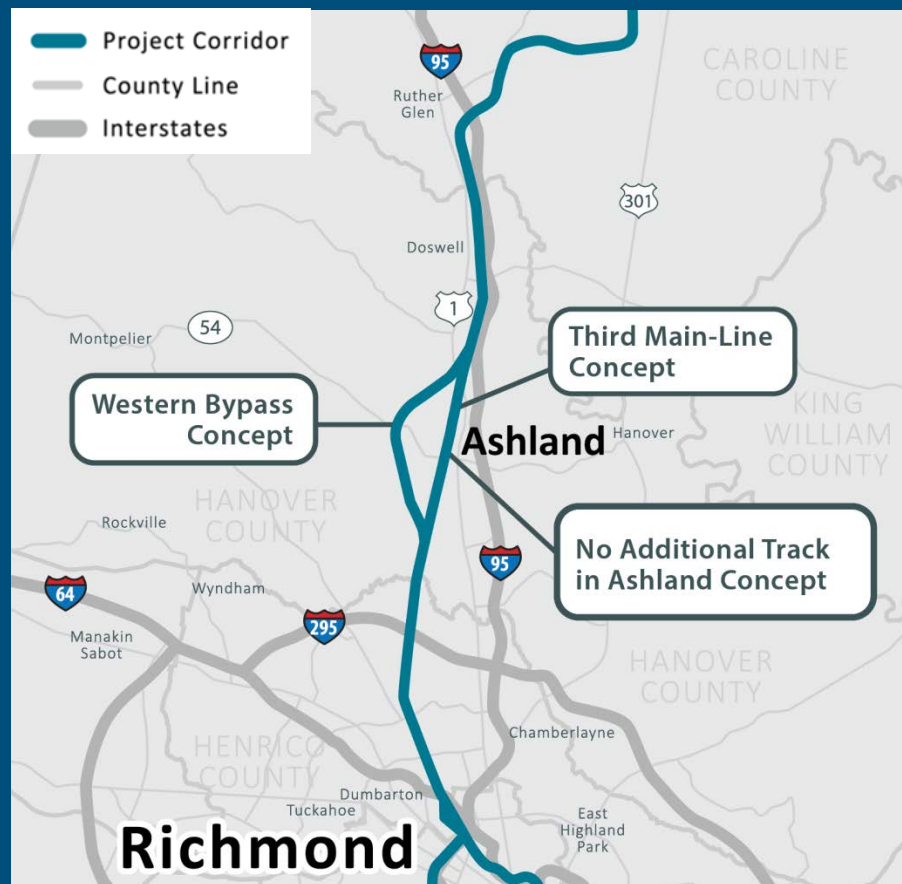 Project Corridor
County Line
Interstates
95
Ruther
Glen
CAROLINE
COUNTY
301
Doswell
1
54
Montpelier
Third Main-Line
Concept
Western Bypass
Concept
Ashland
Hanover
KING
WILLIAM
COUNTY
HANOVER
COUNTY
Rockville
No Additional Track
in Ashland Concept
95
64
Wyndham
295
Manakin
Sabot
HANOVER
COUNTY
Chamberlayne
HENRICO
COUNTY
Dumbarton
Tuckahoe
East
Highland
Park
Richmond